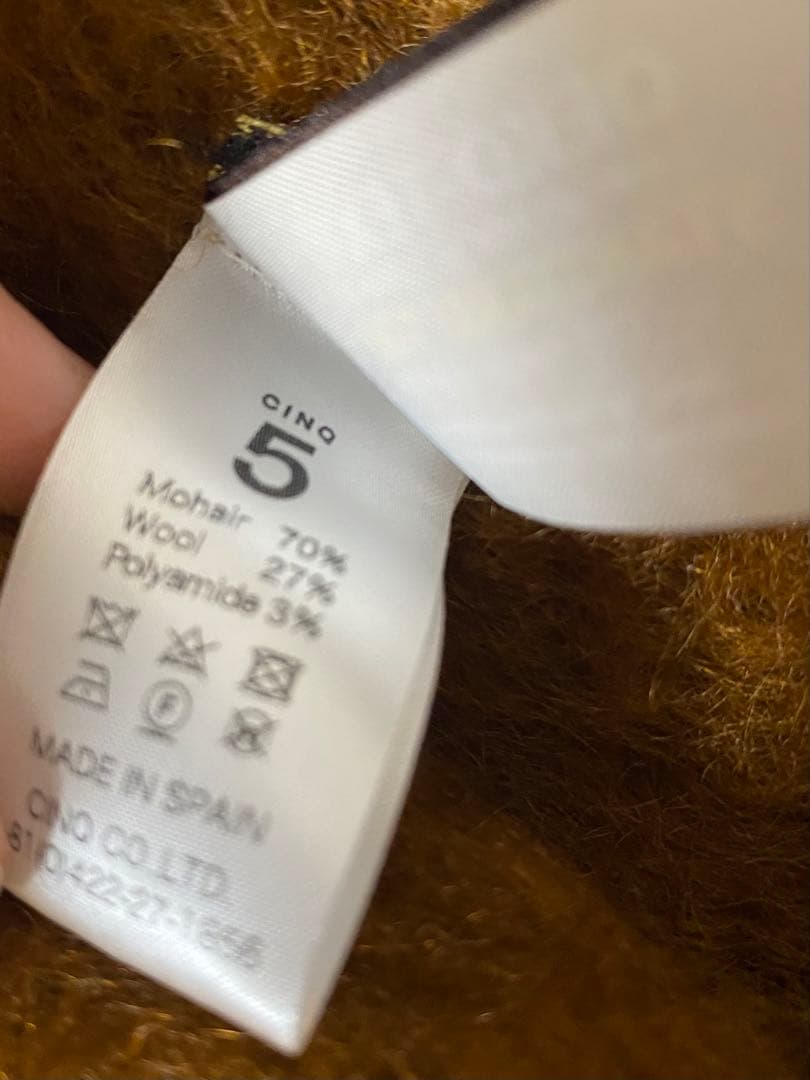 CINQ
5
Mohair 70%
Wool 27%
Polyamide 3%
F
MADE IN SPAIN
CINQ CO.LTD